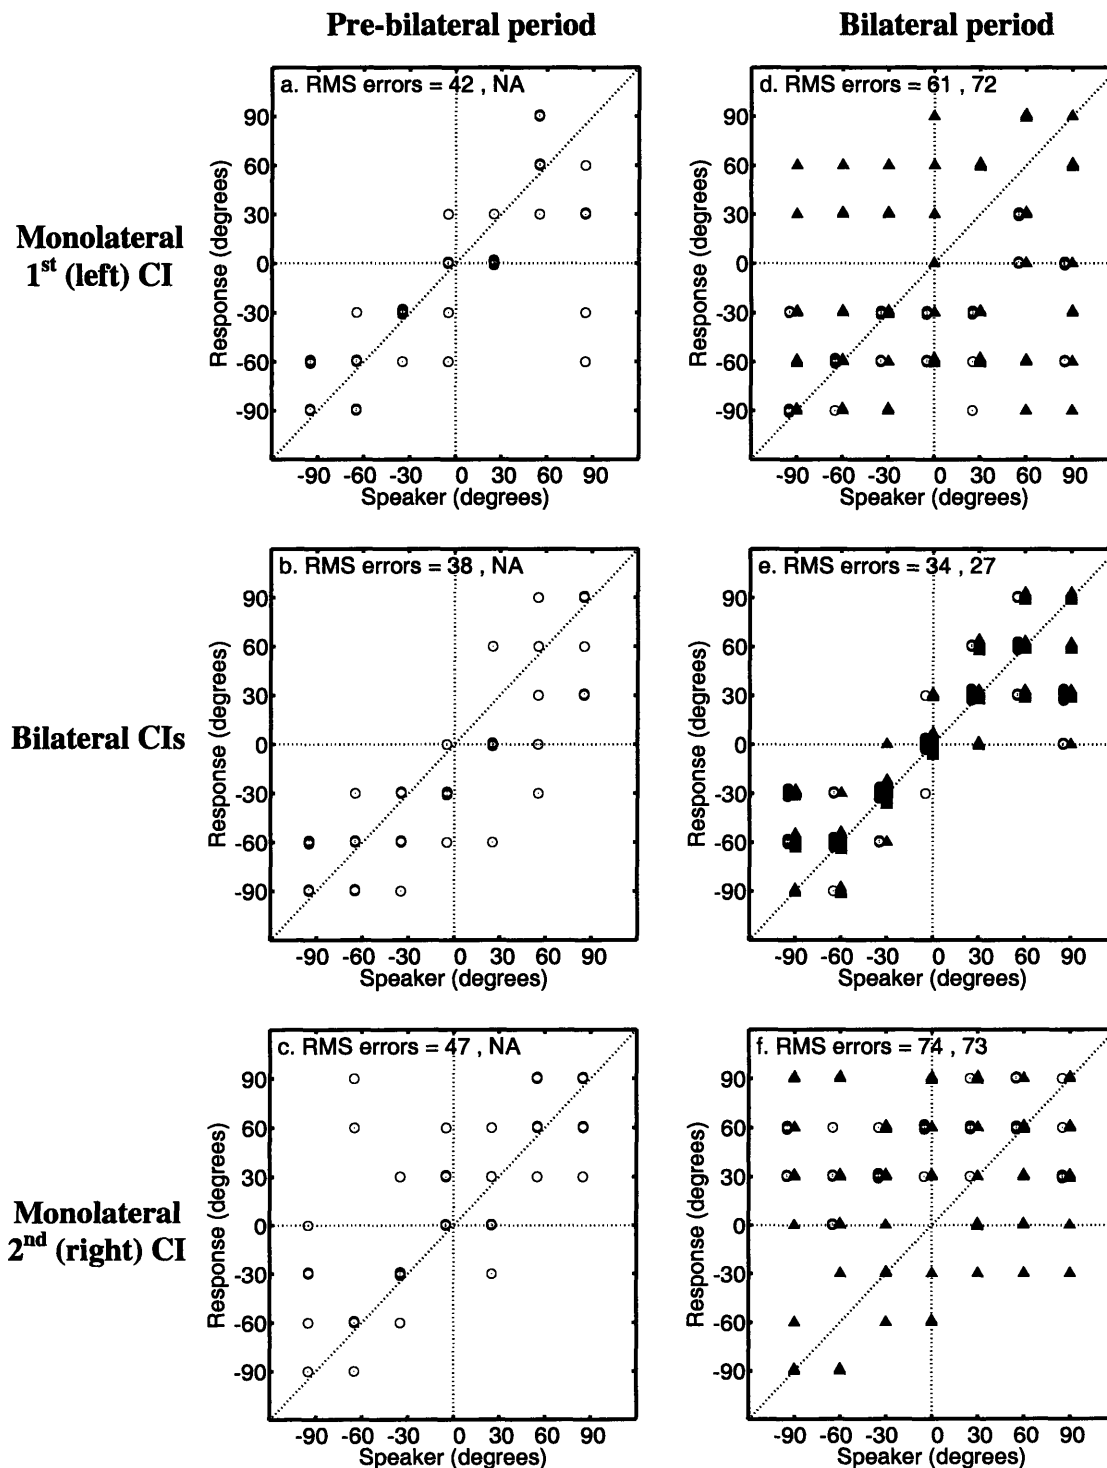 Pre-bilateral period
Bilateral period
Monolateral
1st (left) CI
a. RMS errors = 42 , NA
90
60
30
0
-30
-60
-90
Response (degrees)
-90 -60 -30 0 30 60 90
Speaker (degrees)
d. RMS errors = 61 , 72
90
60
30
0
-30
-60
-90
Response (degrees)
-90 -60 -30 0 30 60 90
Speaker (degrees)
Bilateral CIs
b. RMS errors = 38 , NA
90
60
30
0
-30
-60
-90
Response (degrees)
-90 -60 -30 0 30 60 90
Speaker (degrees)
e. RMS errors = 34 , 27
90
60
30
0
-30
-60
-90
Response (degrees)
-90 -60 -30 0 30 60 90
Speaker (degrees)
Monolateral
2nd (right) CI
c. RMS errors = 47 , NA
90
60
30
0
-30
-60
-90
Response (degrees)
-90 -60 -30 0 30 60 90
Speaker (degrees)
f. RMS errors = 74 , 73
90
60
30
0
-30
-60
-90
Response (degrees)
-90 -60 -30 0 30 60 90
Speaker (degrees)